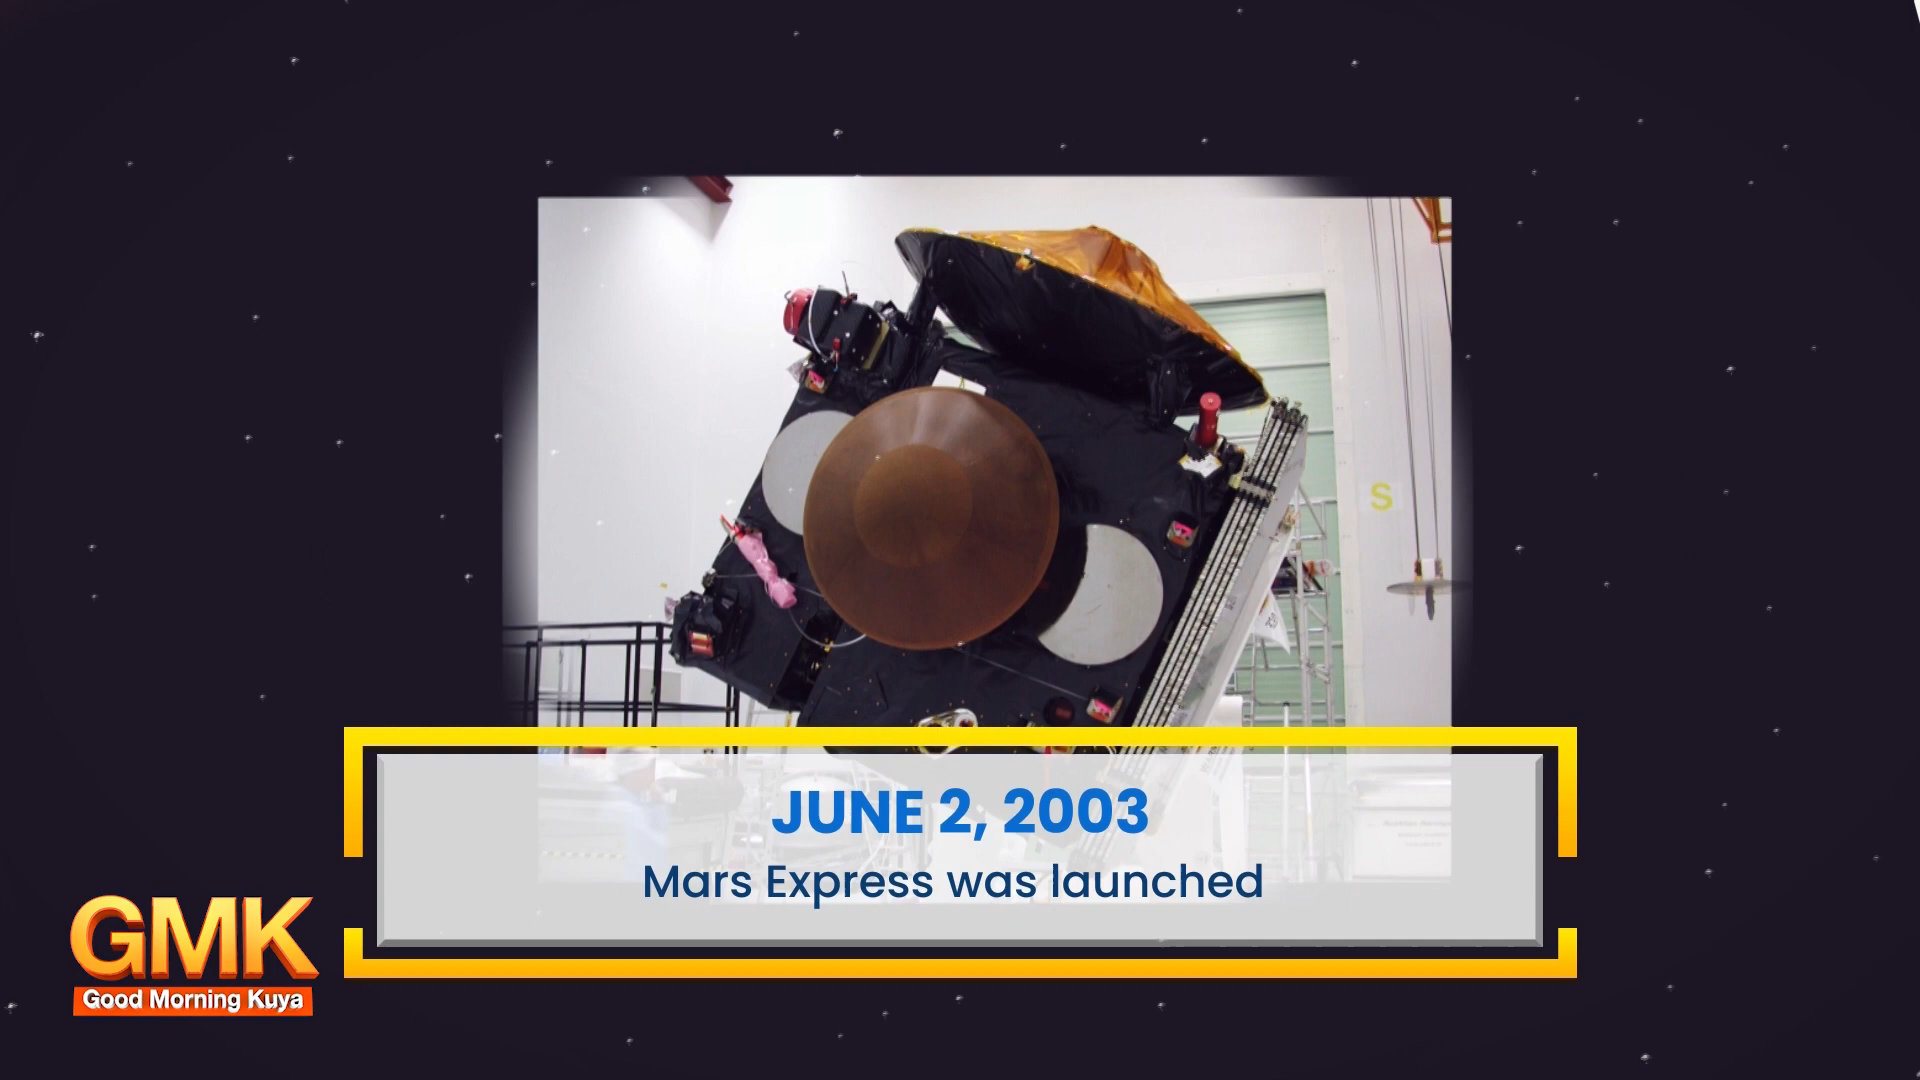 S
JUNE 2, 2003
Mars Express was launched
GMK
Good Morning Kuya